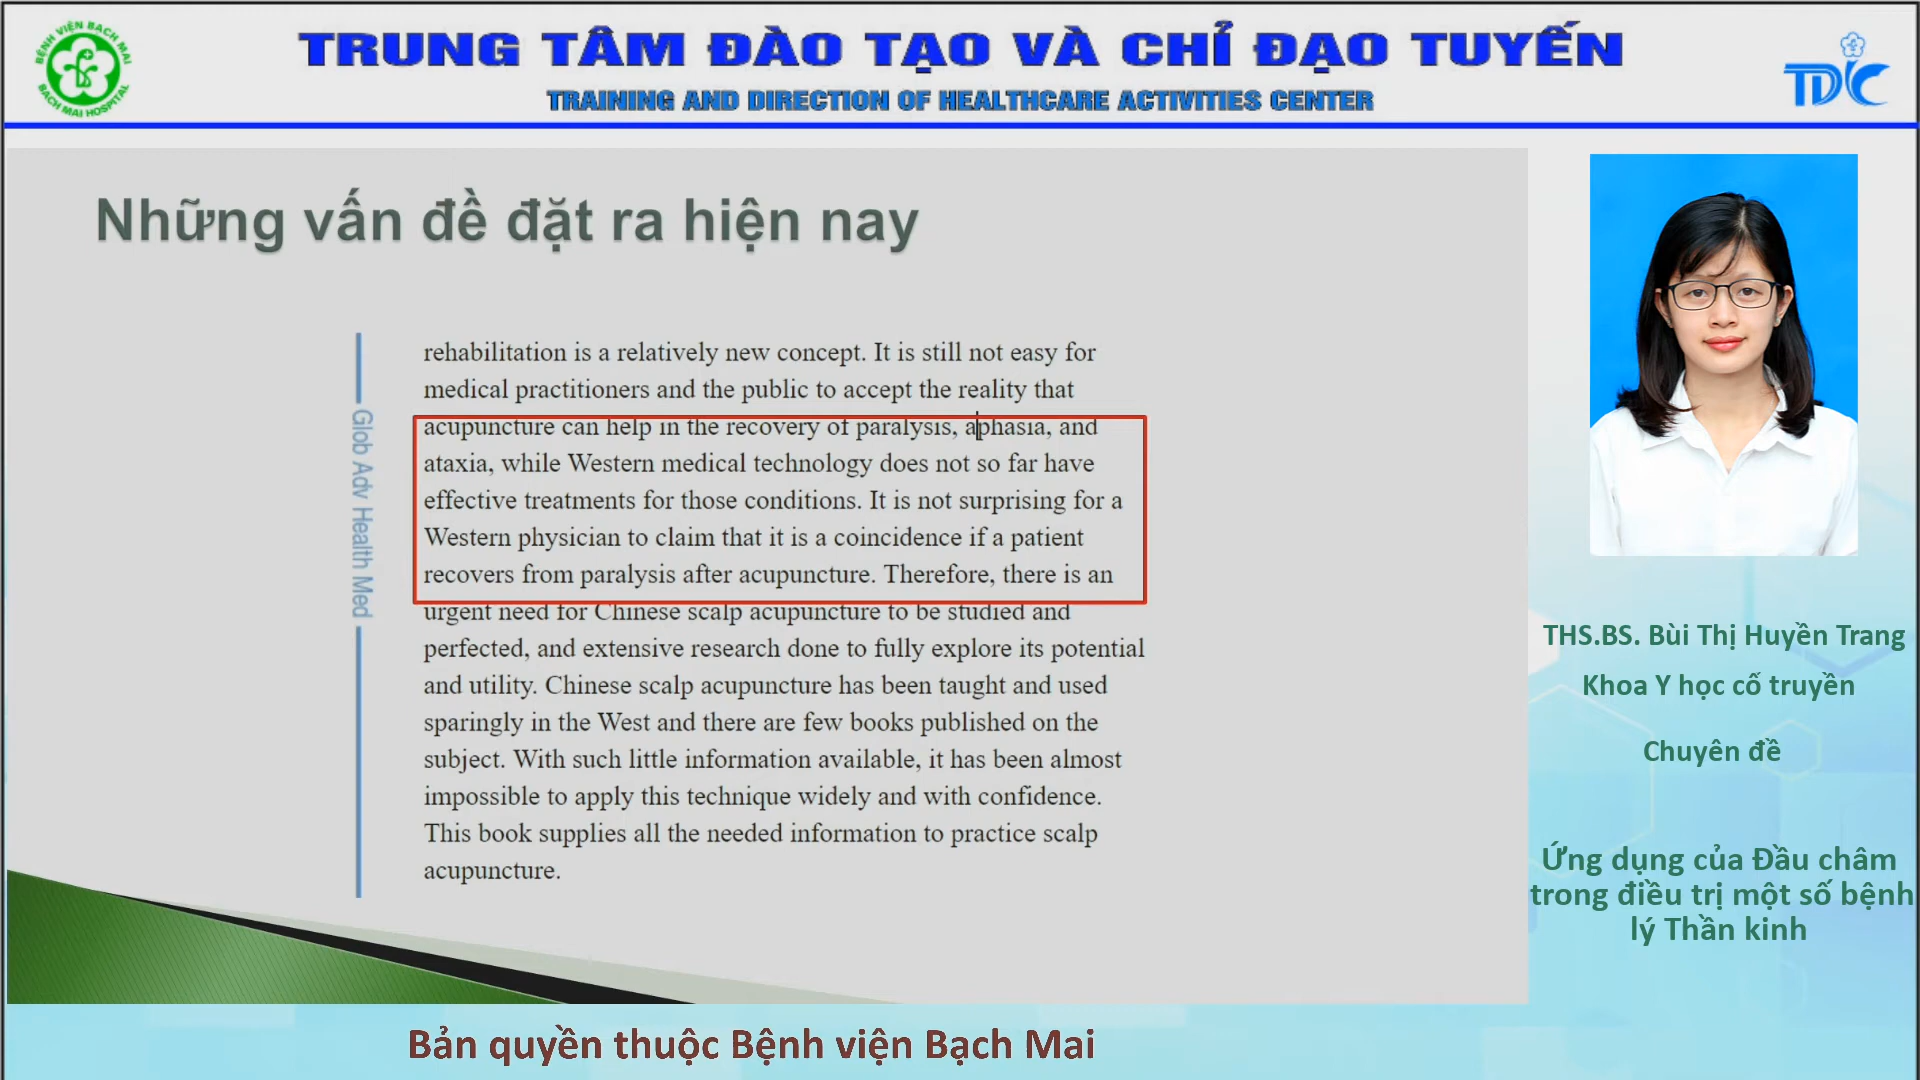 BỆNH VIỆN BẠCH MAI
BACH MAI HOSPITAL
TRUNG TÂM ĐÀO TẠO VÀ CHỈ ĐẠO TUYẾN
TRAINING AND DIRECTION OF HEALTHCARE ACTIVITIES CENTER
TDC
Những vấn đề đặt ra hiện nay
Glob Adv Health Med
rehabilitation is a relatively new concept. It is still not easy for
medical practitioners and the public to accept the reality that
acupuncture can help in the recovery of paralysis, aphasia, and
ataxia, while Western medical technology does not so far have
effective treatments for those conditions. It is not surprising for a
Western physician to claim that it is a coincidence if a patient
recovers from paralysis after acupuncture. Therefore, there is an
urgent need for Chinese scalp acupuncture to be studied and
perfected, and extensive research done to fully explore its potential
and utility. Chinese scalp acupuncture has been taught and used
sparingly in the West and there are few books published on the
subject. With such little information available, it has been almost
impossible to apply this technique widely and with confidence.
This book supplies all the needed information to practice scalp
acupuncture.
THS.BS. Bùi Thị Huyền Trang
Khoa Y học cổ truyền
Chuyên đề
Ứng dụng của Đầu châm
trong điều trị một số bệnh
lý Thần kinh
Bản quyền thuộc Bệnh viện Bạch Mai